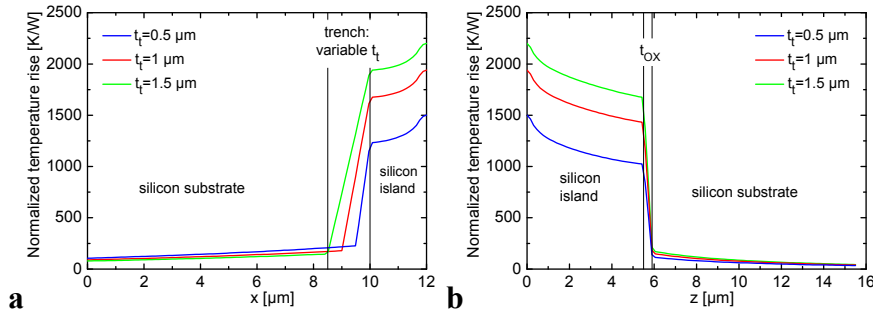 Normalized temperature rise [K/W]
2500
2000
1500
1000
500
0
t_t=0.5 µm
t_t=1 µm
t_t=1.5 µm
trench:
variable t_t
silicon substrate
silicon
island
0 2 4 6 8 10 12
x [µm]
a
Normalized temperature rise [K/W]
2500
2000
1500
1000
500
0
t_OX
t_t=0.5 µm
t_t=1 µm
t_t=1.5 µm
silicon
island
silicon substrate
0 2 4 6 8 10 12 14 16
z [µm]
b